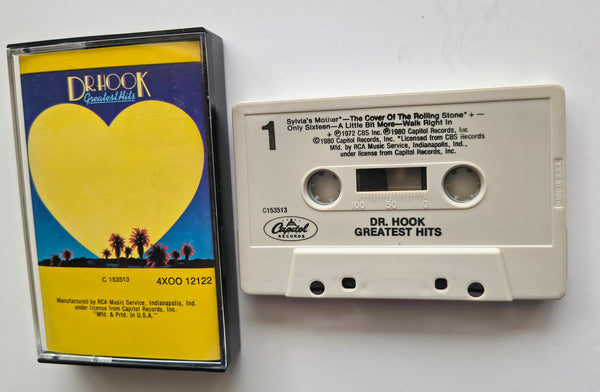 DR. HOOK
Greatest Hits
C 153513
4XOO 12122
Manufactured by RCA Music Service, Indianapolis, Ind.
under license from Capitol Records, Inc.
"Mfd. & Prtd. in U.S.A."
1
Sylvia's Mother*—The Cover Of The Rolling Stone* + —
Only Sixteen—A Little Bit More—Walk Right In
+ ℗1972 CBS Inc. ℗1980 Capitol Records, Inc
©1980 Capitol Records, Inc. *Licensed from CBS Records
Mfd. by RCA Music Service, Indianapolis, Ind.,
under license from Capitol Records, Inc.
100 50 0
C153513
Capitol
RECORDS
DR. HOOK
GREATEST HITS
MADE IN U.S.A.